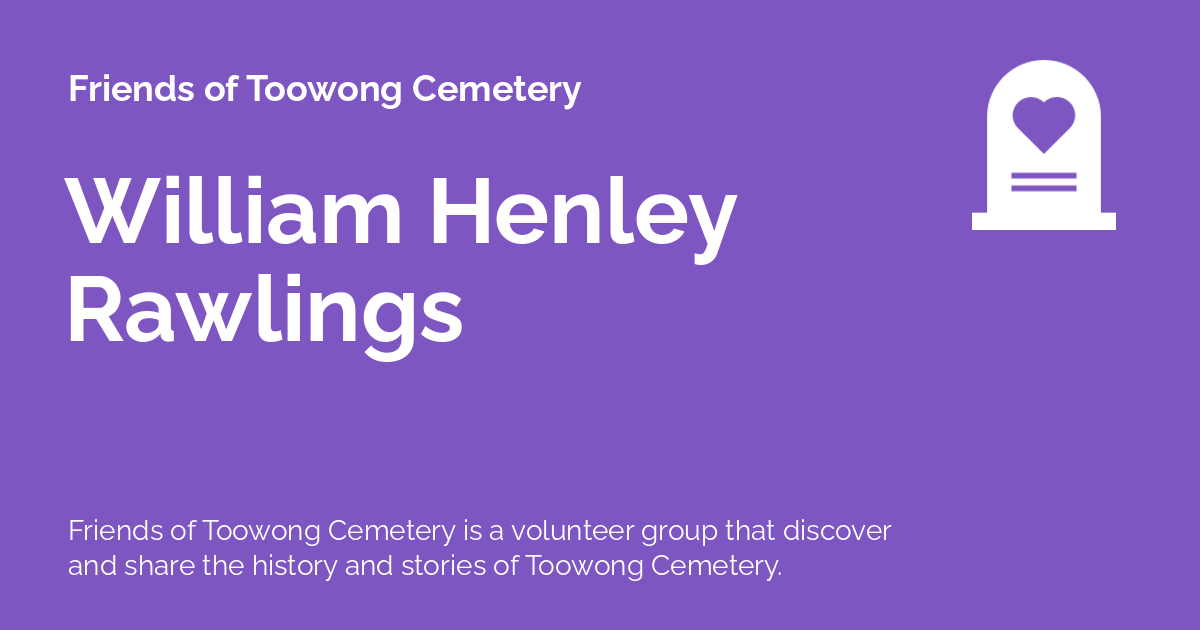 Friends of Toowong Cemetery
William Henley
Rawlings
Friends of Toowong Cemetery is a volunteer group that discover
and share the history and stories of Toowong Cemetery.